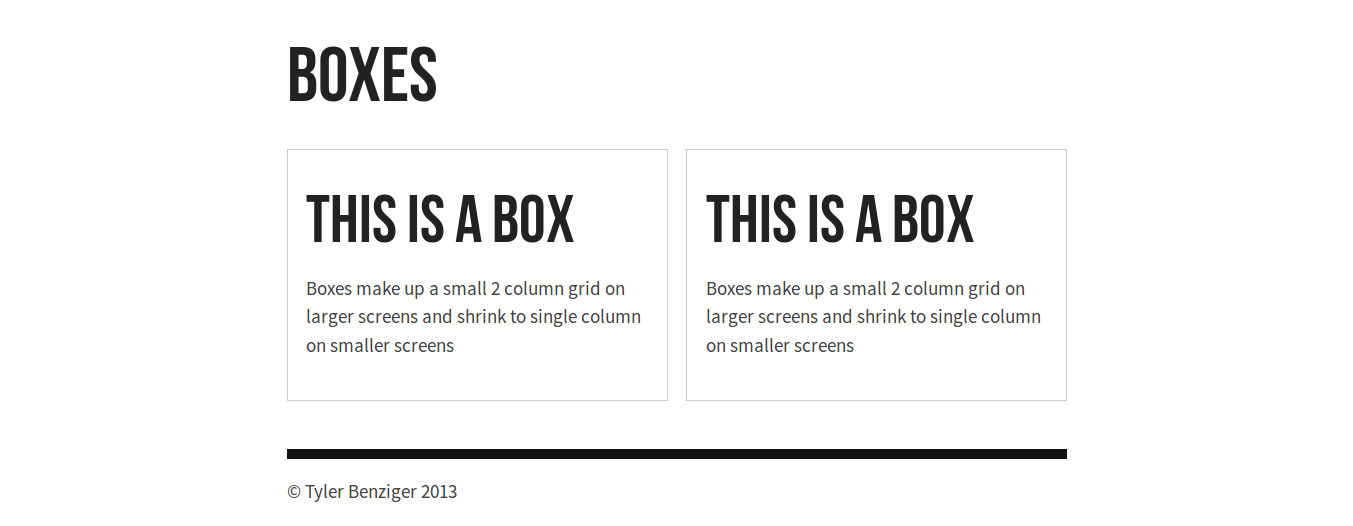 BOXES
THIS IS A BOX
Boxes make up a small 2 column grid on
larger screens and shrink to single column
on smaller screens
THIS IS A BOX
Boxes make up a small 2 column grid on
larger screens and shrink to single column
on smaller screens
© Tyler Benziger 2013